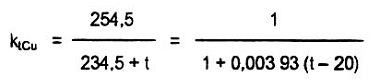 k_tCu = 254,5 / (234,5 + t) = 1 / (1 + 0,003 93 (t – 20))